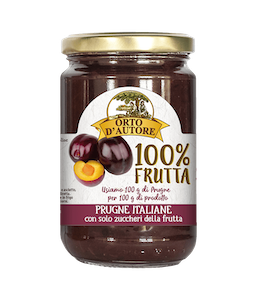 ORTO
D'AUTORE
100%
FRUTTA
Usiamo 100 g di Prugne
per 100 g di prodotto
PRUGNE ITALIANE
con solo zuccheri della frutta